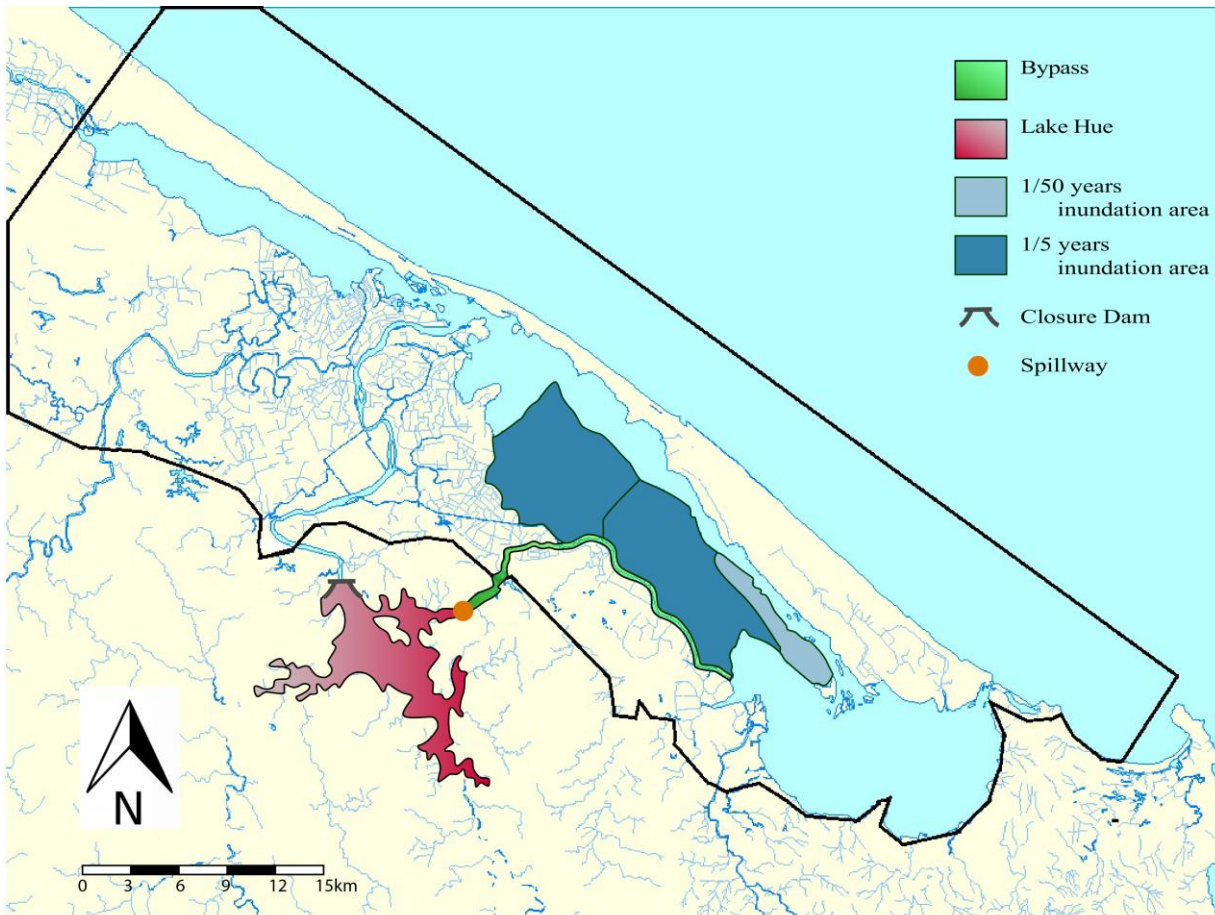 Bypass
Lake Hue
1/50 years
inundation area
1/5 years
inundation area
Closure Dam
Spillway
N
0 3 6 9 12 15km